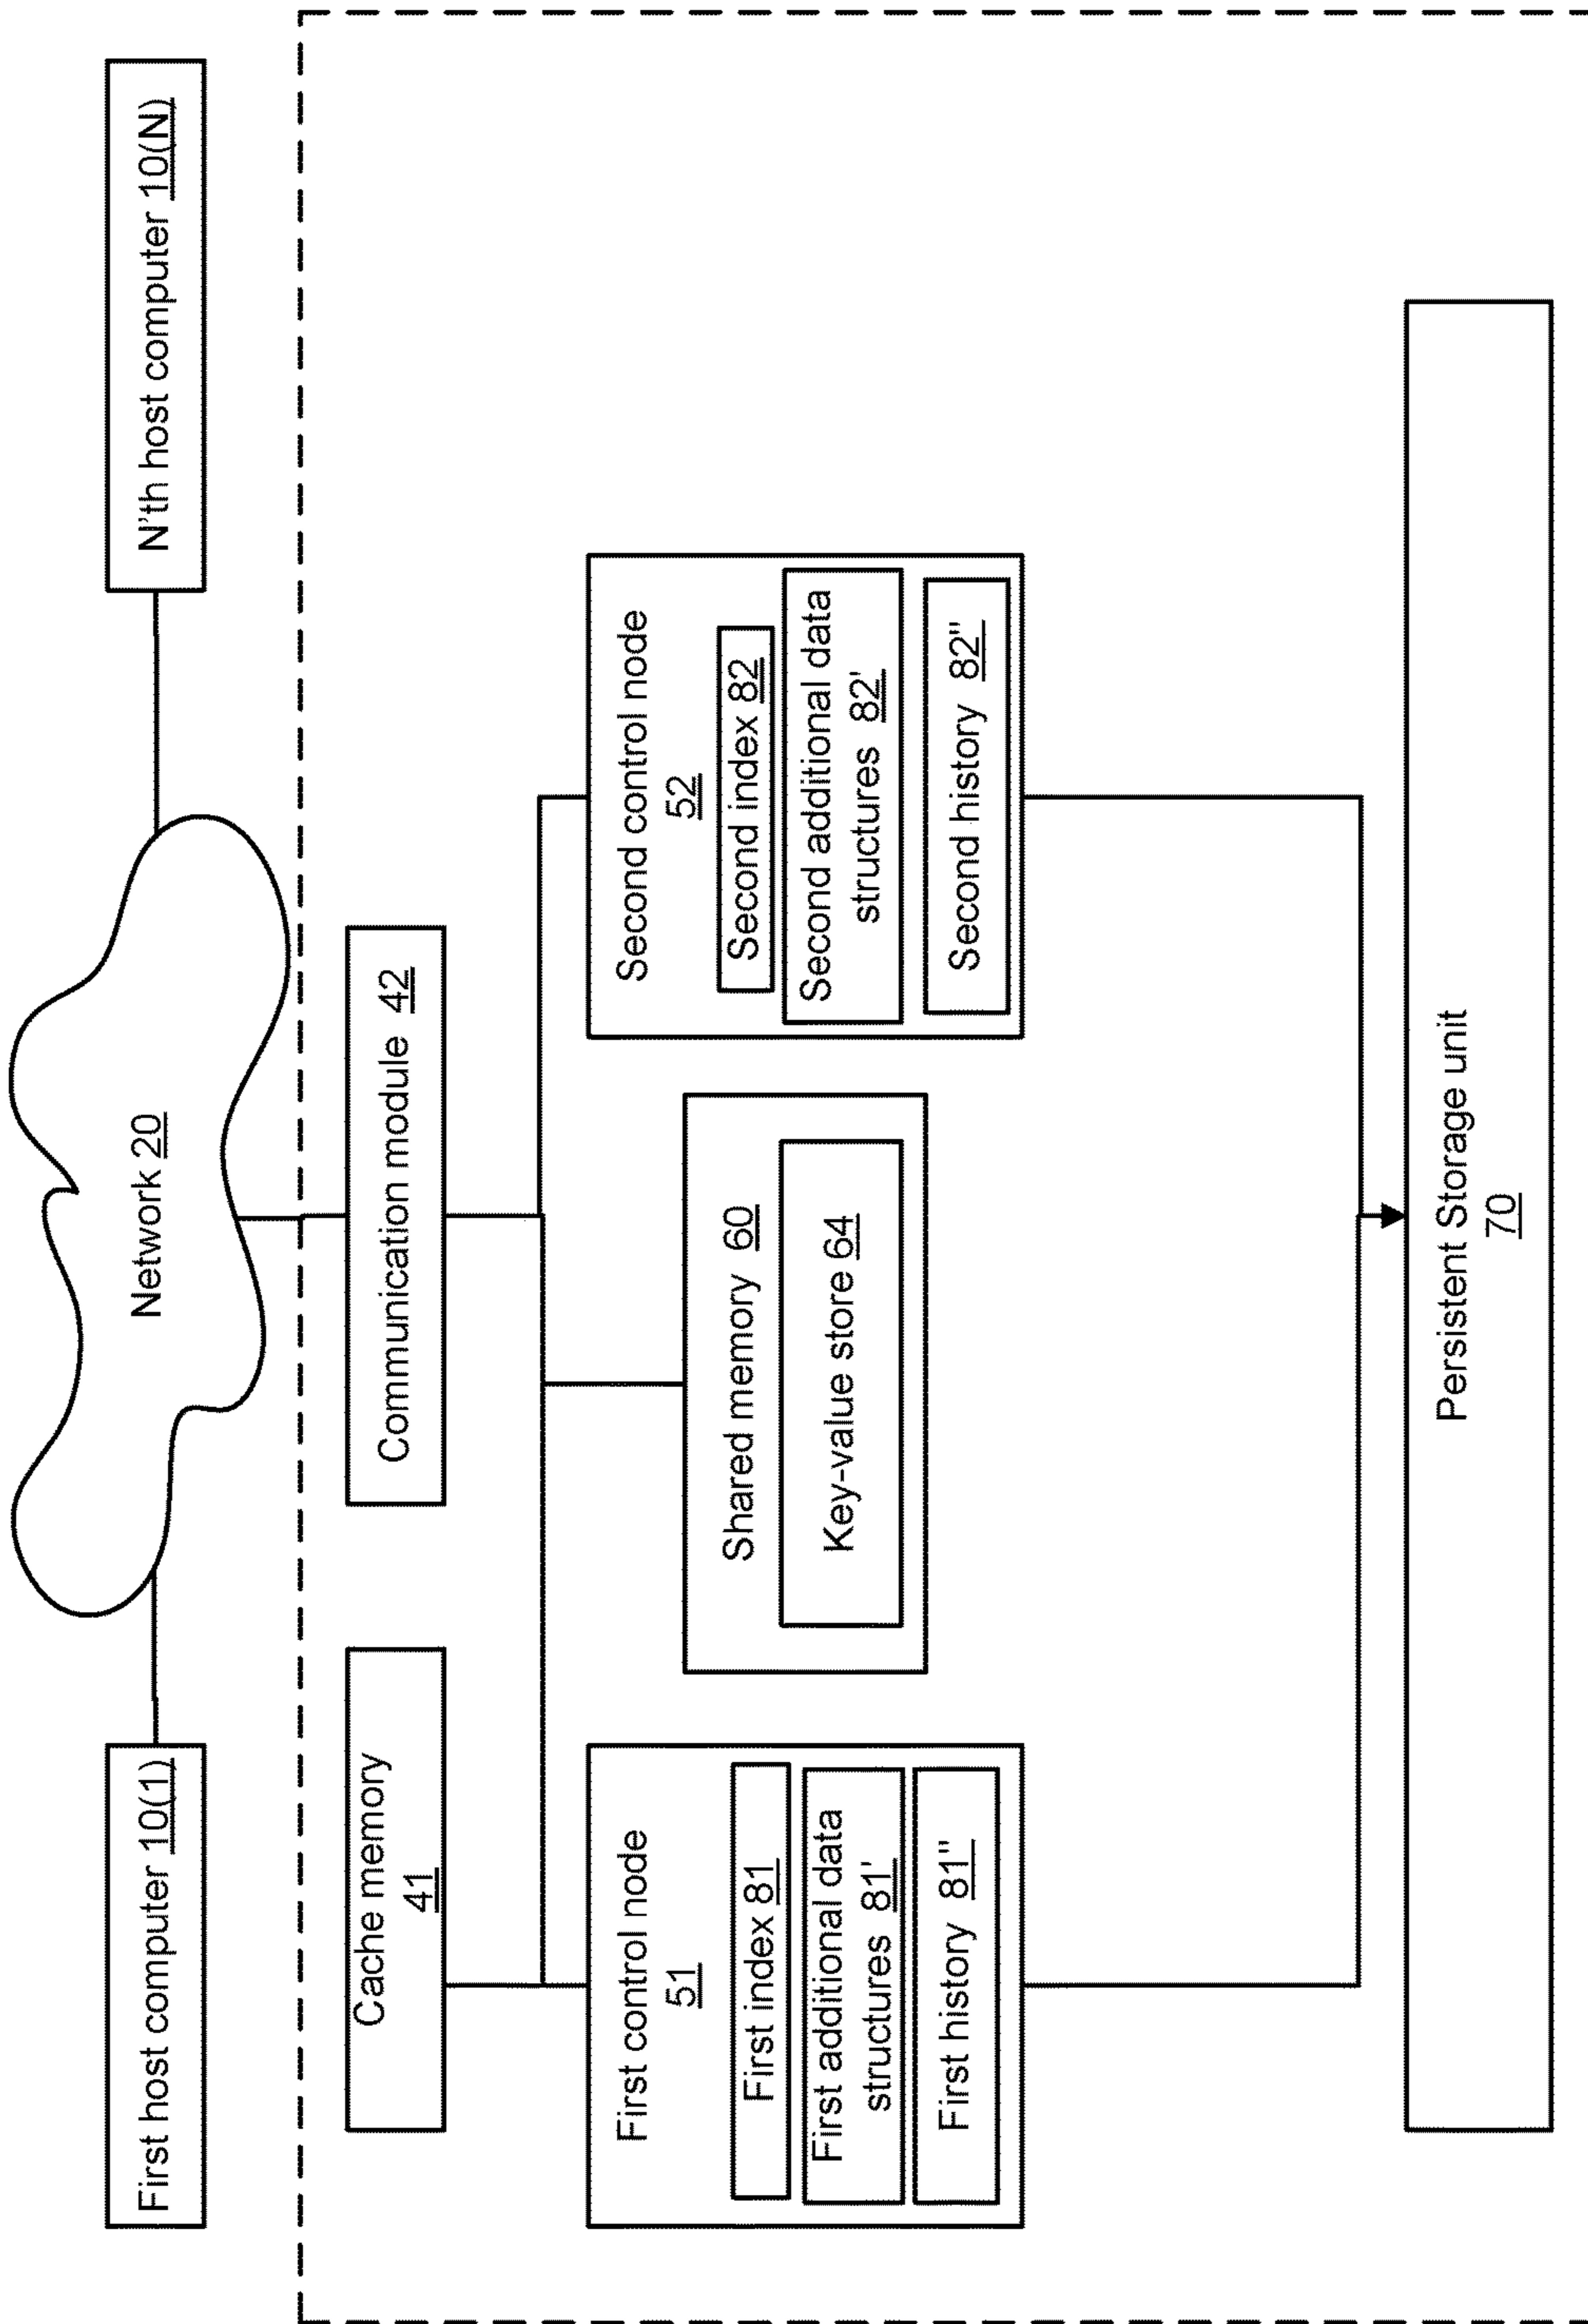 First host computer 10(1)
Network 20
N'th host computer 10(N)
Cache memory
41
Communication module 42
First control node
51
First index 81
First additional data
structures 81'
First history 81"
Shared memory 60
Key-value store 64
Second control node
52
Second index 82
Second additional data
structures 82'
Second history 82"
Persistent Storage unit
70